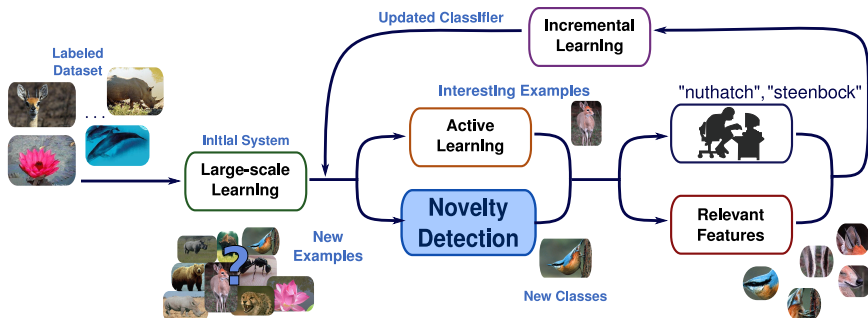 Updated Classifier
Incremental
Learning
Labeled
Dataset
. . .
Interesting Examples
"nuthatch", "steenbock"
Initial System
Large-scale
Learning
Active
Learning
Novelty
Detection
Relevant
Features
New
Examples
?
New Classes